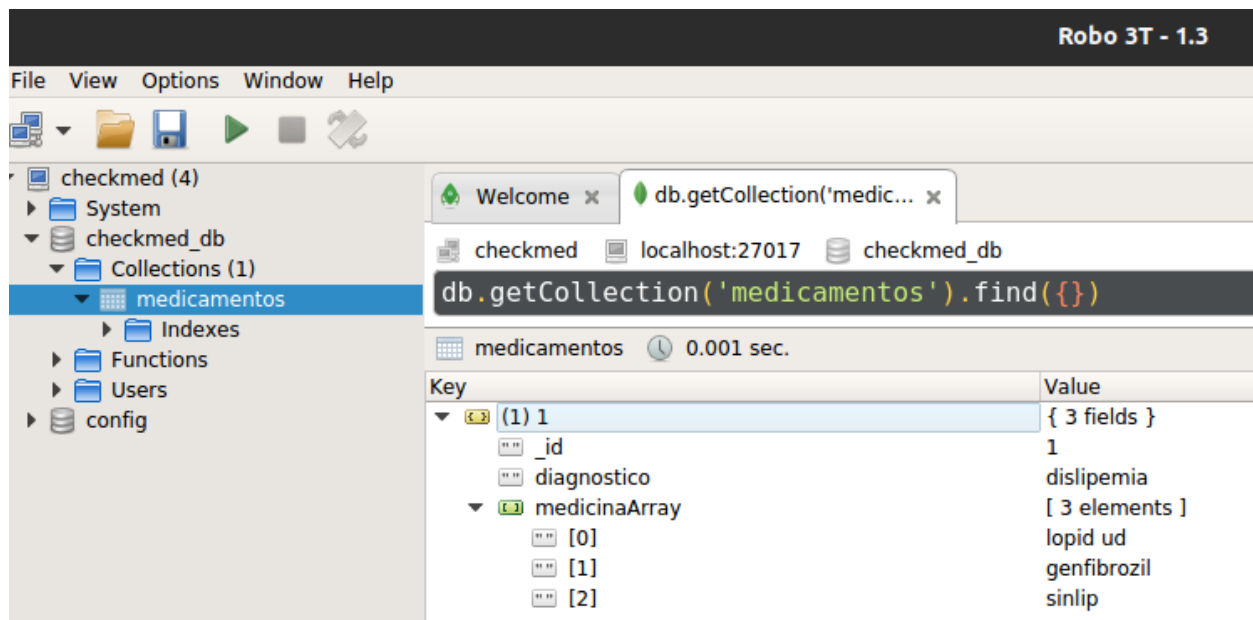 Robo 3T - 1.3
File View Options Window Help
checkmed (4)
System
checkmed_db
Collections (1)
medicamentos
Indexes
Functions
Users
config
Welcome
db.getCollection('medic...
checkmed localhost:27017 checkmed_db
db.getCollection('medicamentos').find({})
medicamentos 0.001 sec.
Key Value
(1) 1 { 3 fields }
_id 1
diagnostico dislipemia
medicinaArray [ 3 elements ]
[0] lopid ud
[1] genfibrozil
[2] sinlip